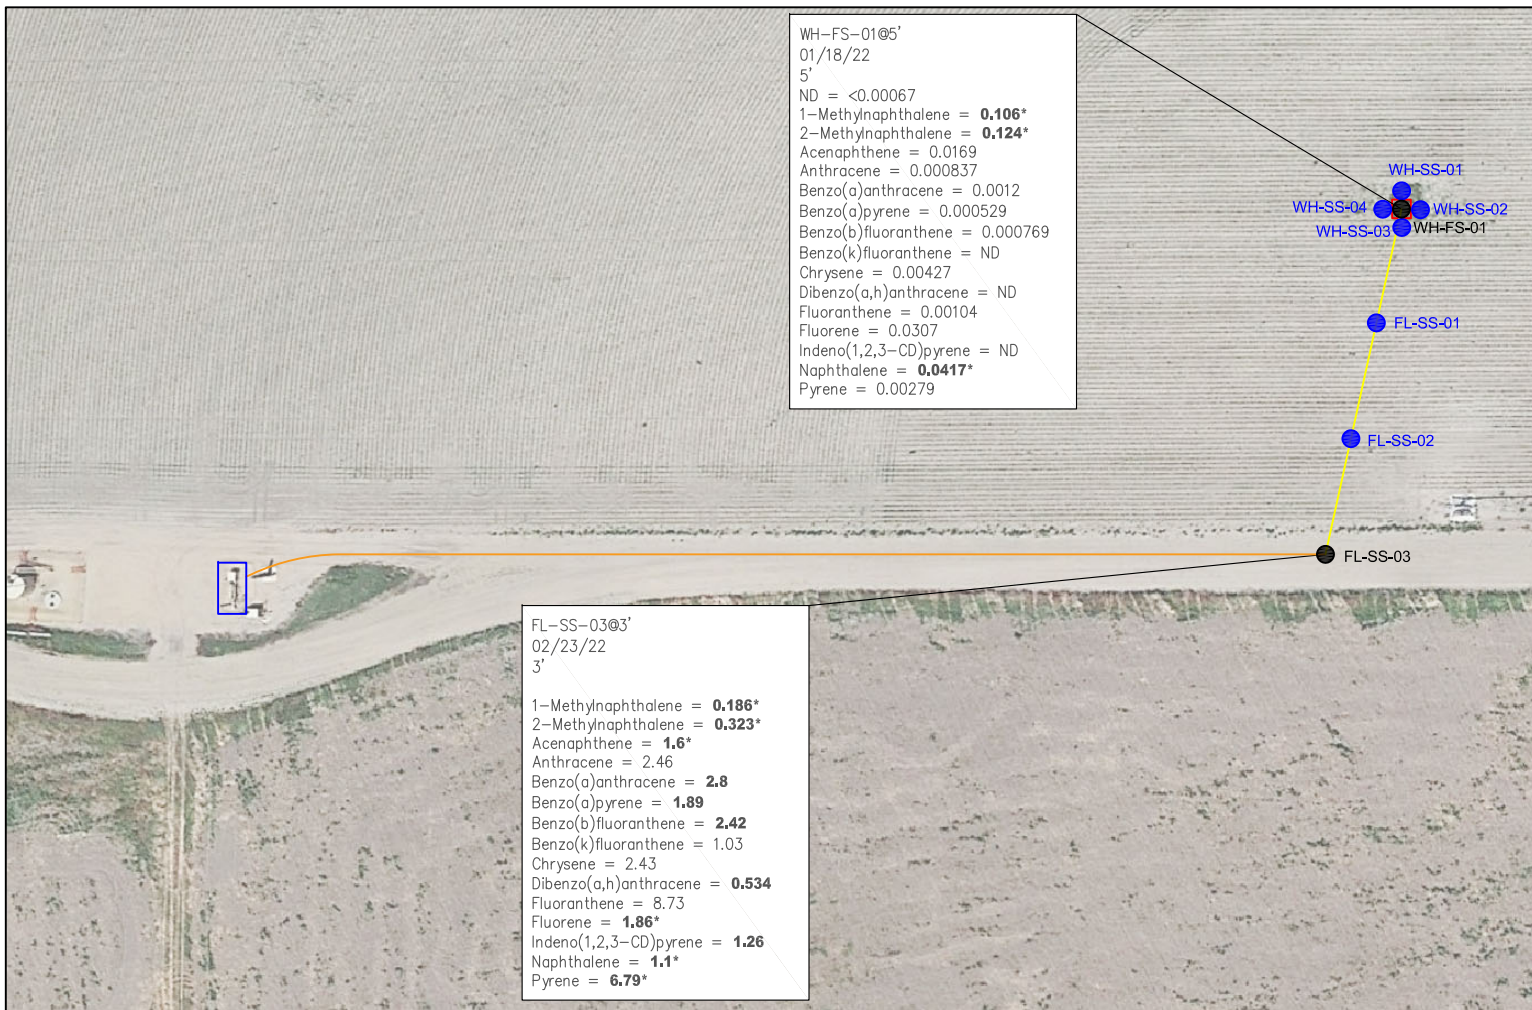 WH-FS-01@5'
01/18/22
5'
ND = <0.00067
1-Methylnaphthalene = 0.106*
2-Methylnaphthalene = 0.124*
Acenaphthene = 0.0169
Anthracene = 0.000837
Benzo(a)anthracene = 0.0012
Benzo(a)pyrene = 0.000529
Benzo(b)fluoranthene = 0.000769
Benzo(k)fluoranthene = ND
Chrysene = 0.00427
Dibenzo(a,h)anthracene = ND
Fluoranthene = 0.00104
Fluorene = 0.0307
Indeno(1,2,3-CD)pyrene = ND
Naphthalene = 0.0417*
Pyrene = 0.00279
WH-SS-01
WH-SS-04
WH-SS-02
WH-SS-03
WH-FS-01
FL-SS-01
FL-SS-02
FL-SS-03
FL-SS-03@3'
02/23/22
3'
1-Methylnaphthalene = 0.186*
2-Methylnaphthalene = 0.323*
Acenaphthene = 1.6*
Anthracene = 2.46
Benzo(a)anthracene = 2.8
Benzo(a)pyrene = 1.89
Benzo(b)fluoranthene = 2.42
Benzo(k)fluoranthene = 1.03
Chrysene = 2.43
Dibenzo(a,h)anthracene = 0.534
Fluoranthene = 8.73
Fluorene = 1.86*
Indeno(1,2,3-CD)pyrene = 1.26
Naphthalene = 1.1*
Pyrene = 6.79*